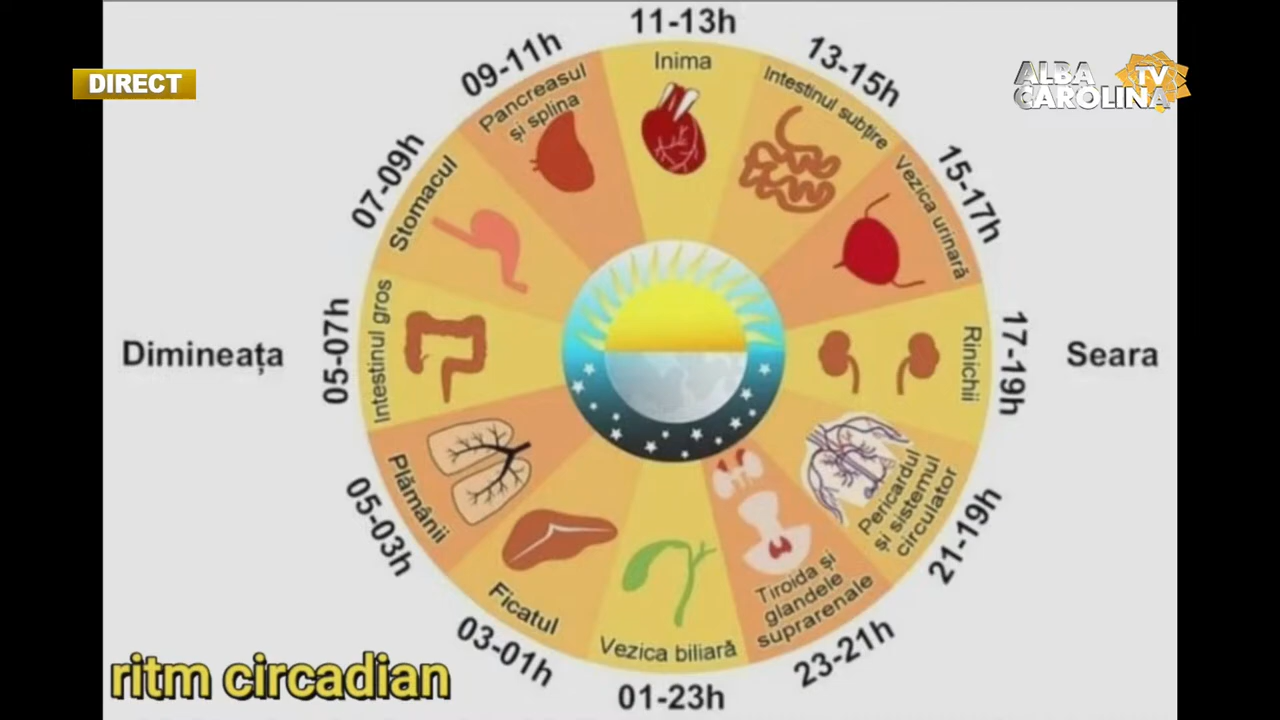 DIRECT
ALBA
CAROLINA
TV
11-13h
Inima
13-15h
Intestinul subțire
15-17h
Vezica urinară
17-19h
Rinichii
Seara
21-19h
Pericardul
și sistemul
circulator
23-21h
Tiroida și
glandele
suprarenale
01-23h
Vezica biliară
03-01h
Ficatul
05-03h
Plămânii
05-07h
Intestinul gros
Dimineața
07-09h
Stomacul
09-11h
Pancreasul
și splina
ritm circadian